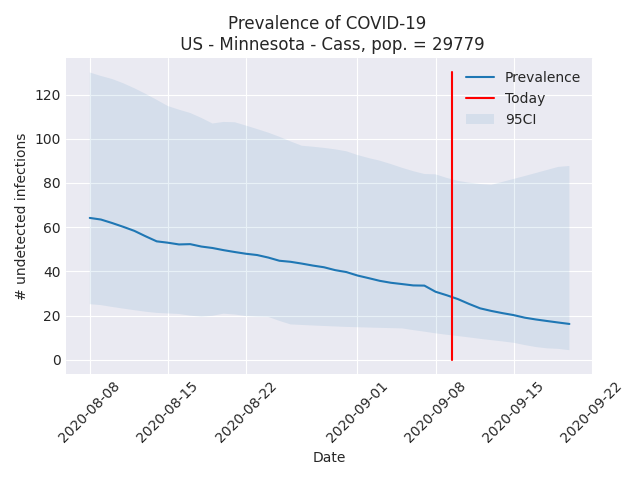 Prevalence of COVID-19
US - Minnesota - Cass, pop. = 29779
Prevalence
Today
95CI
120
100
80
60
40
20
0
# undetected infections
2020-08-08
2020-08-15
2020-08-22
2020-09-01
2020-09-08
2020-09-15
2020-09-22
Date